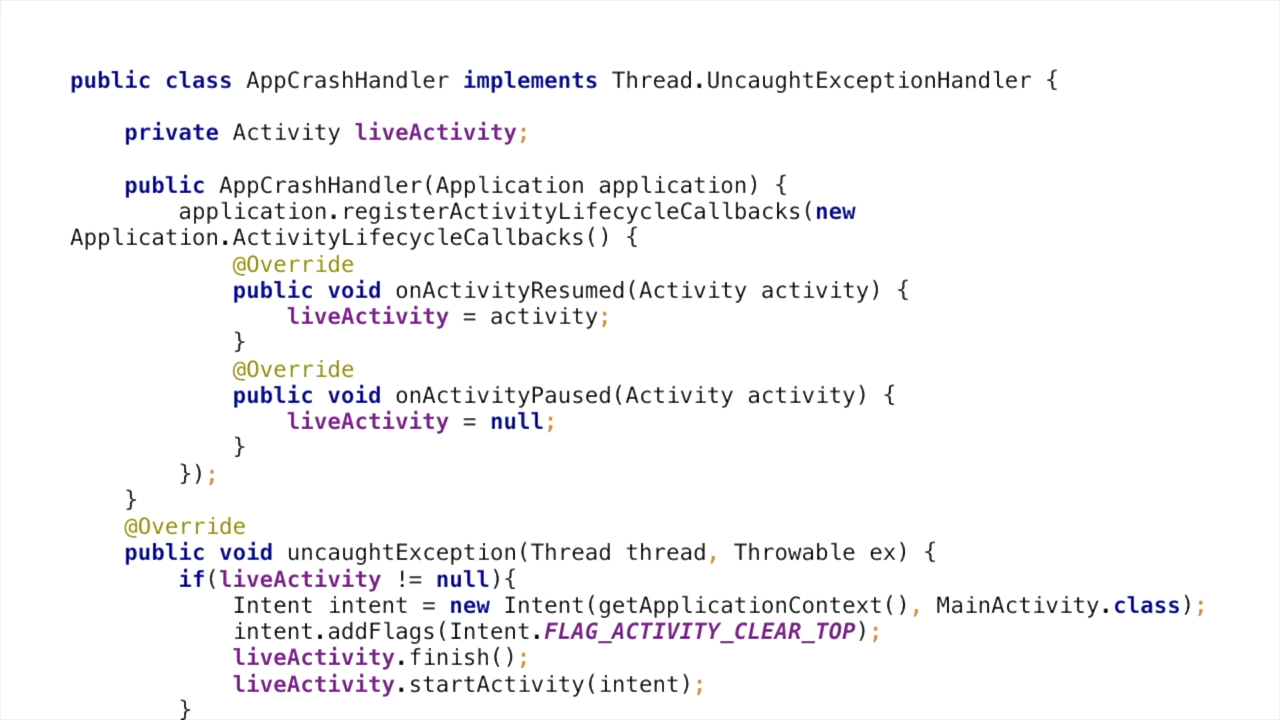 public class AppCrashHandler implements Thread.UncaughtExceptionHandler {
private Activity liveActivity;
public AppCrashHandler(Application application) {
application.registerActivityLifecycleCallbacks(new
Application.ActivityLifecycleCallbacks() {
@Override
public void onActivityResumed(Activity activity) {
liveActivity = activity;
}
@Override
public void onActivityPaused(Activity activity) {
liveActivity = null;
}
});
}
@Override
public void uncaughtException(Thread thread, Throwable ex) {
if(liveActivity != null){
Intent intent = new Intent(getApplicationContext(), MainActivity.class);
intent.addFlags(Intent.FLAG_ACTIVITY_CLEAR_TOP);
liveActivity.finish();
liveActivity.startActivity(intent);
}